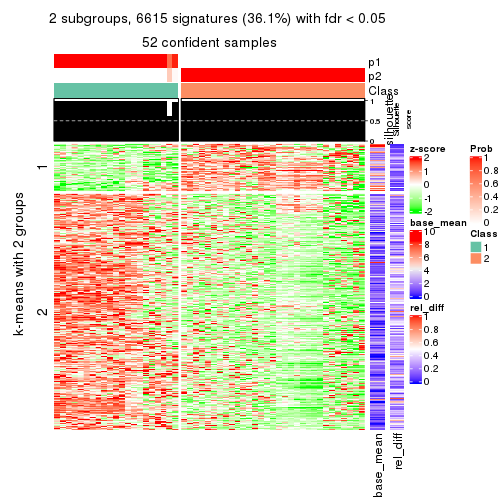 2 subgroups, 6615 signatures (36.1%) with fdr < 0.05
52 confident samples
p1
p2
Class
1
0.5
0
silhouette
Silhouette
score
k-means with 2 groups
1
2
base_mean
rel_diff
z-score
2
1
0
-1
-2
base_mean
10
8
6
4
2
0
rel_diff
1
0.8
0.6
0.4
0.2
0
Prob
1
0.8
0.6
0.4
0.2
0
Class
1
2